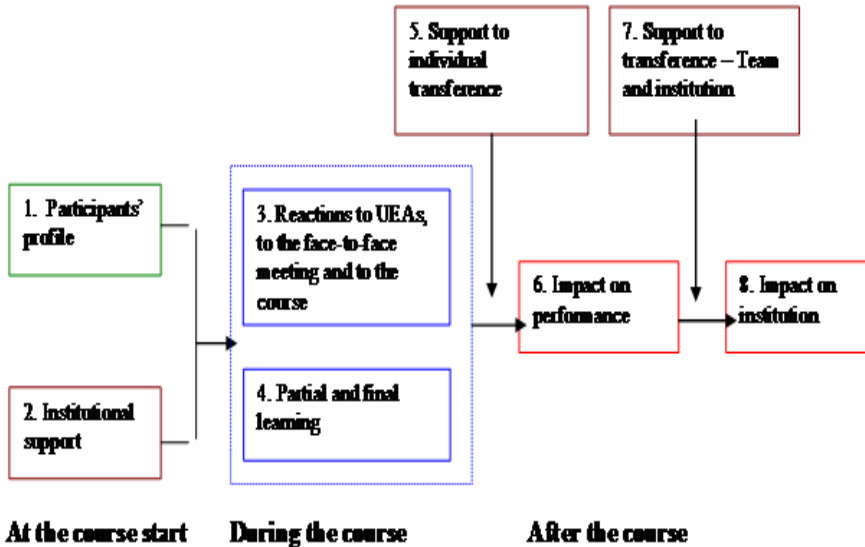 5. Support to
individual
transference
7. Support to
transference – Team
and institution
1. Participants’
profile
3. Reactions to UEAs,
to the face-to-face
meeting and to the
course
6. Impact on
performance
8. Impact on
institution
2. Institutional
support
4. Partial and final
learning
At the course start
During the course
After the course